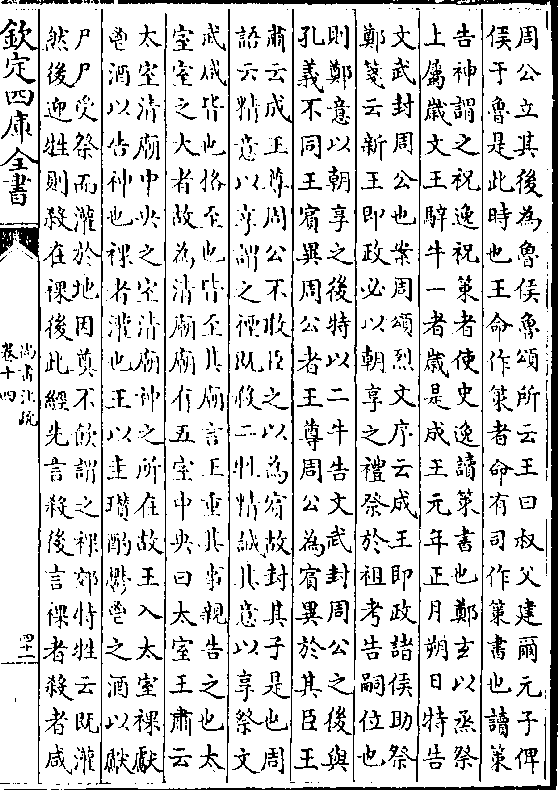 周公立其後為魯侯魯頌所云王曰叔父建爾元子俾
侯于魯是此時也王命作䇿者命有司作䇿書也讀䇿
告神謂之祝逸祝䇿者使史逸讀䇿書也鄭玄以烝祭
上屬嵗文王騂牛一者嵗是成王元年正月朔日特告
文武封周公也案周頌烈文序云成王即政諸侯助祭
鄭箋云新王即政必以朝享之禮祭於祖考告嗣位也
則鄭意以朝享之後特以二牛告文武封周公之後與
孔義不同王賓異周公者王尊周公為賓異於其臣王
肅云成王尊周公不敢臣之以為賓故封其子是也周
語云精意以享謂之禋既殺二牲精誠其意以享祭文
武咸皆也格至也皆至其廟言王重其事親告之也太
室室之大者故為清廟廟有五室中央曰太室王肅云
太室清廟中央之室清廟神之所在故王入太室祼獻
鬯酒以告神也祼者灌也王以圭瓚酌鬱鬯之酒以獻
尸尸受祭而灌於地因奠不飲謂之祼郊特牲云既灌
然後迎牲則殺在祼後此經先言殺後言祼者殺者咸
欽定四庫全書
尚書注疏
卷十四
四十二